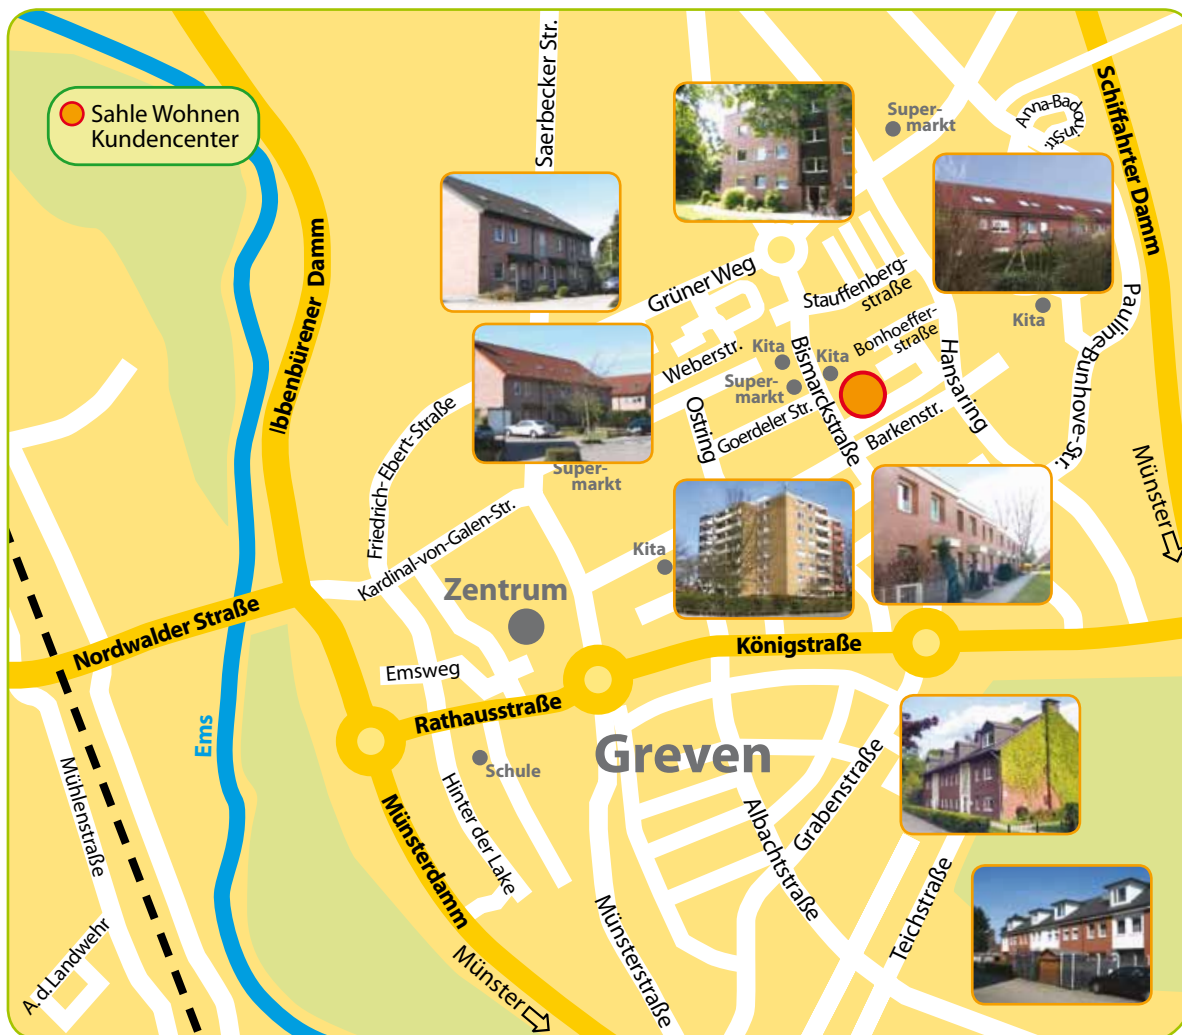 Sahle Wohnen
Kundencenter
Saerbecker Str.
Super-
markt
Anna-Badouin-Str.
Schiffahrter Damm
Ibbenbürener Damm
Grüner Weg
Stauffenberg-
straße
Kita
Pauline-Bunhove-Str.
Weberstr.
Kita
Kita
Bonhoeffer-
straße
Super-
markt
Bismarckstraße
Hansaring
Friedrich-Ebert-Straße
Ostring
Goerdeler Str.
Barkenstr.
Super-
markt
Münster
Kardinal-von-Galen-Str.
Kita
Zentrum
Nordwalder Straße
Königstraße
Emsweg
Rathausstraße
Ems
Greven
Schule
Mühlenstraße
Hinter der Lake
Münsterdamm
Albachtstraße
Grabenstraße
Teichstraße
Münsterstraße
A. d. Landwehr
Münster